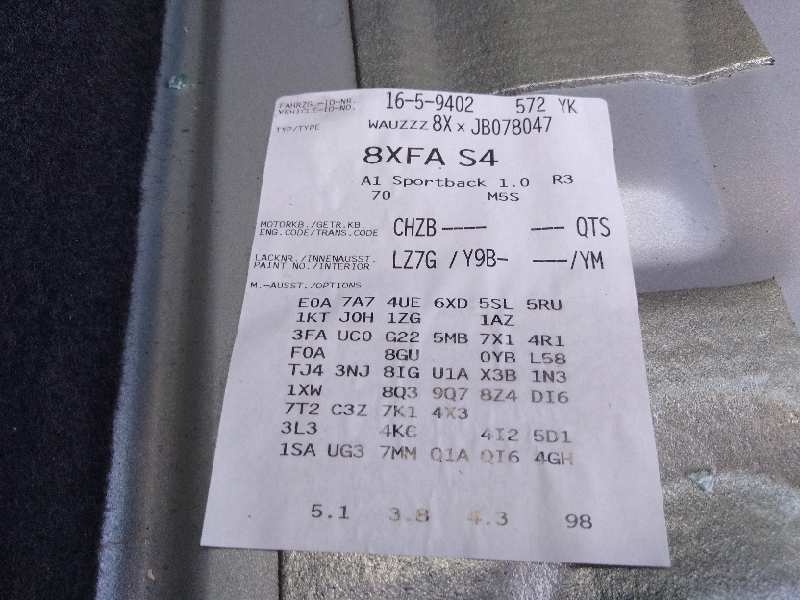 FAHRZG.-ID-NR. 16-5-9402 572 YK
VEHICLE-ID-NO.
TYP/TYPE WAUZZZ 8X x JB078047
8XFA S4
A1 Sportback 1.0 R3
70 M5S
MOTORKB./GETR.KB. CHZB---- --- QTS
ENG.CODE/TRANS.CODE
LACKNR./INNENAUSST. LZ7G /Y9B- ---/YM
PAINT NO./INTERIOR
M.-AUSST./OPTIONS
E0A 7A7 4UE 6XD 5SL 5RU
1KT J0H 1ZG 1AZ
3FA UC0 G22 5MB 7X1 4R1
F0A 8GU 0YB L58
TJ4 3NJ 8IG U1A X3B 1N3
1XW 8Q3 9Q7 8Z4 DI6
7T2 C3Z 7K1 4X3
3L3 4KC 4I2 5D1
1SA UG3 7MM Q1A QI6 4GH
5.1 3.8 4.3 98